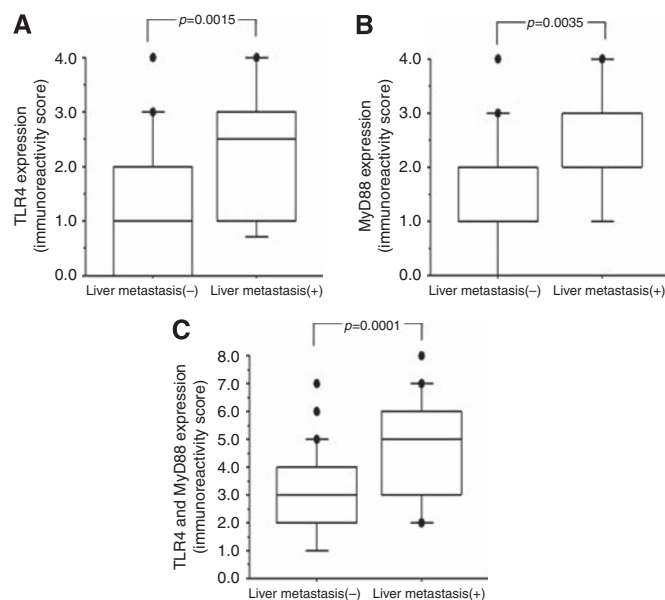 A
p=0.0015
TLR4 expression
(immunoreactivity score)
4.0
3.0
2.0
1.0
0.0
Liver metastasis(–) Liver metastasis(+)
B
p=0.0035
MyD88 expression
(immunoreactivity score)
4.0
3.0
2.0
1.0
0.0
Liver metastasis(–) Liver metastasis(+)
C
p=0.0001
TLR4 and MyD88 expression
(immunoreactivity score)
8.0
7.0
6.0
5.0
4.0
3.0
2.0
1.0
0.0
Liver metastasis(–) Liver metastasis(+)